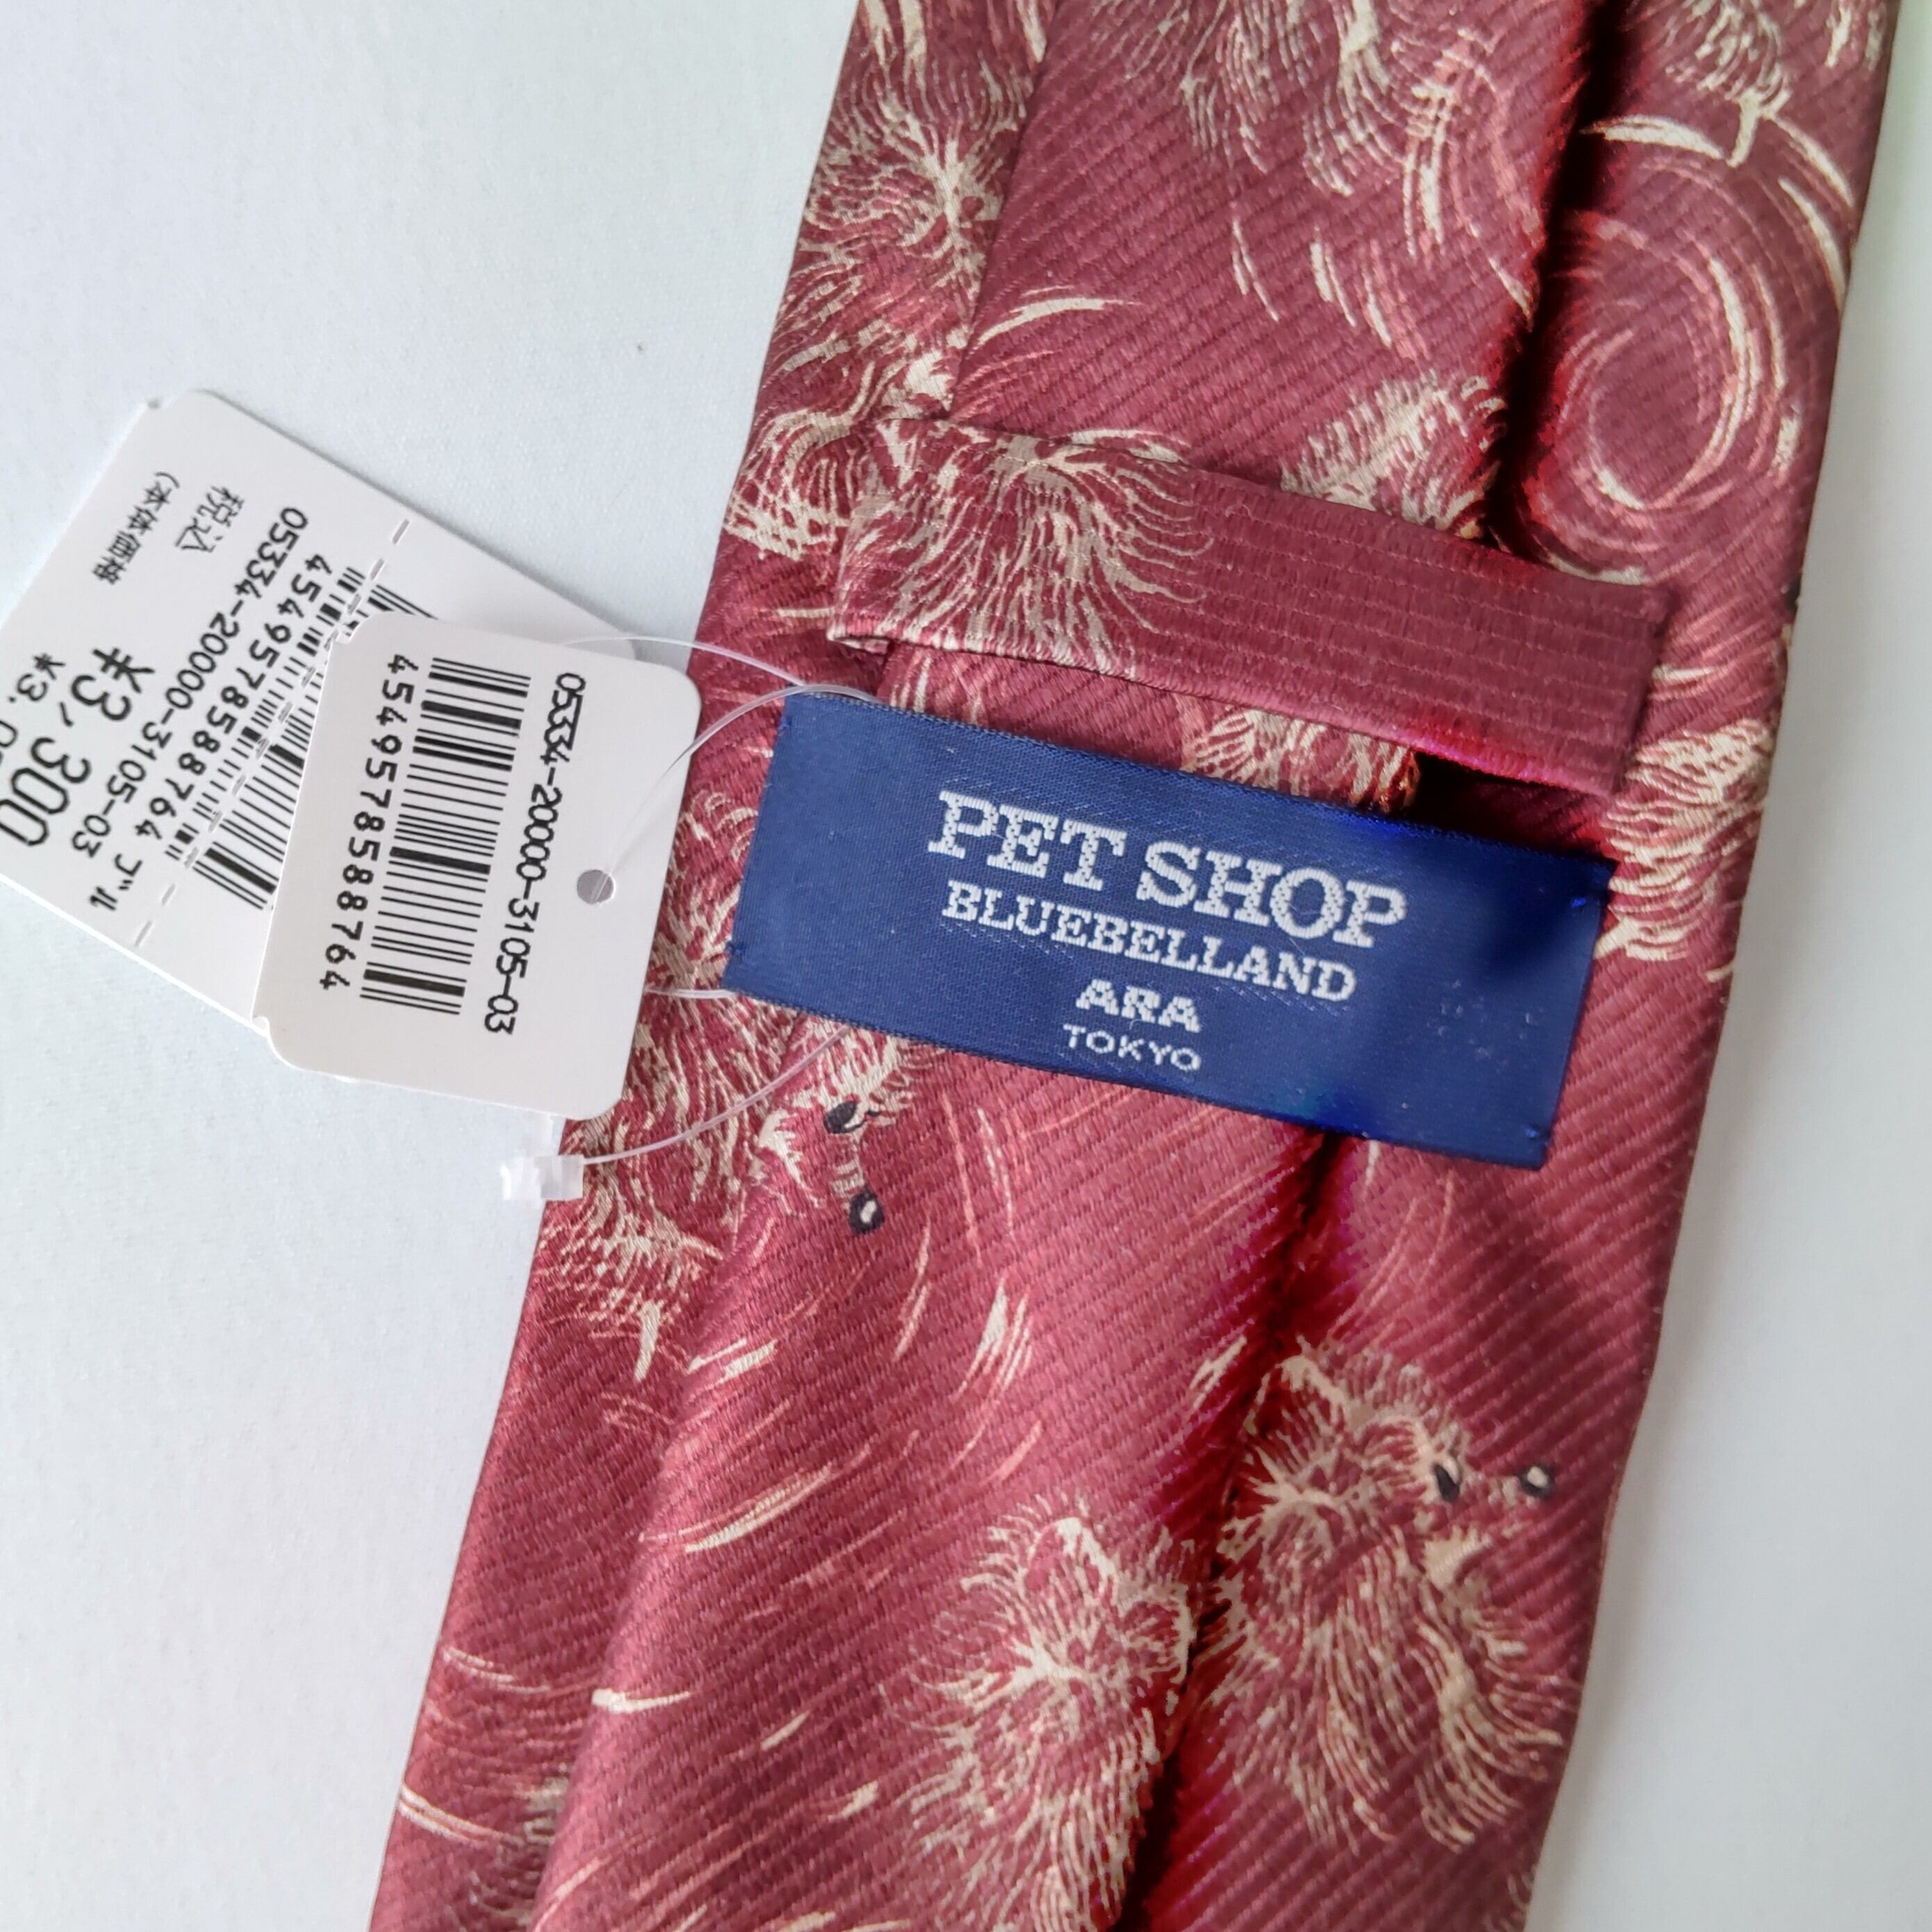 PET SHOP
BLUEBELLAND
ARA
TOKYO
05334-20000-3105-03
4549578588764
4549578588764
05334-20000-3105-03
税込
¥3,300
(本体価格
¥3,